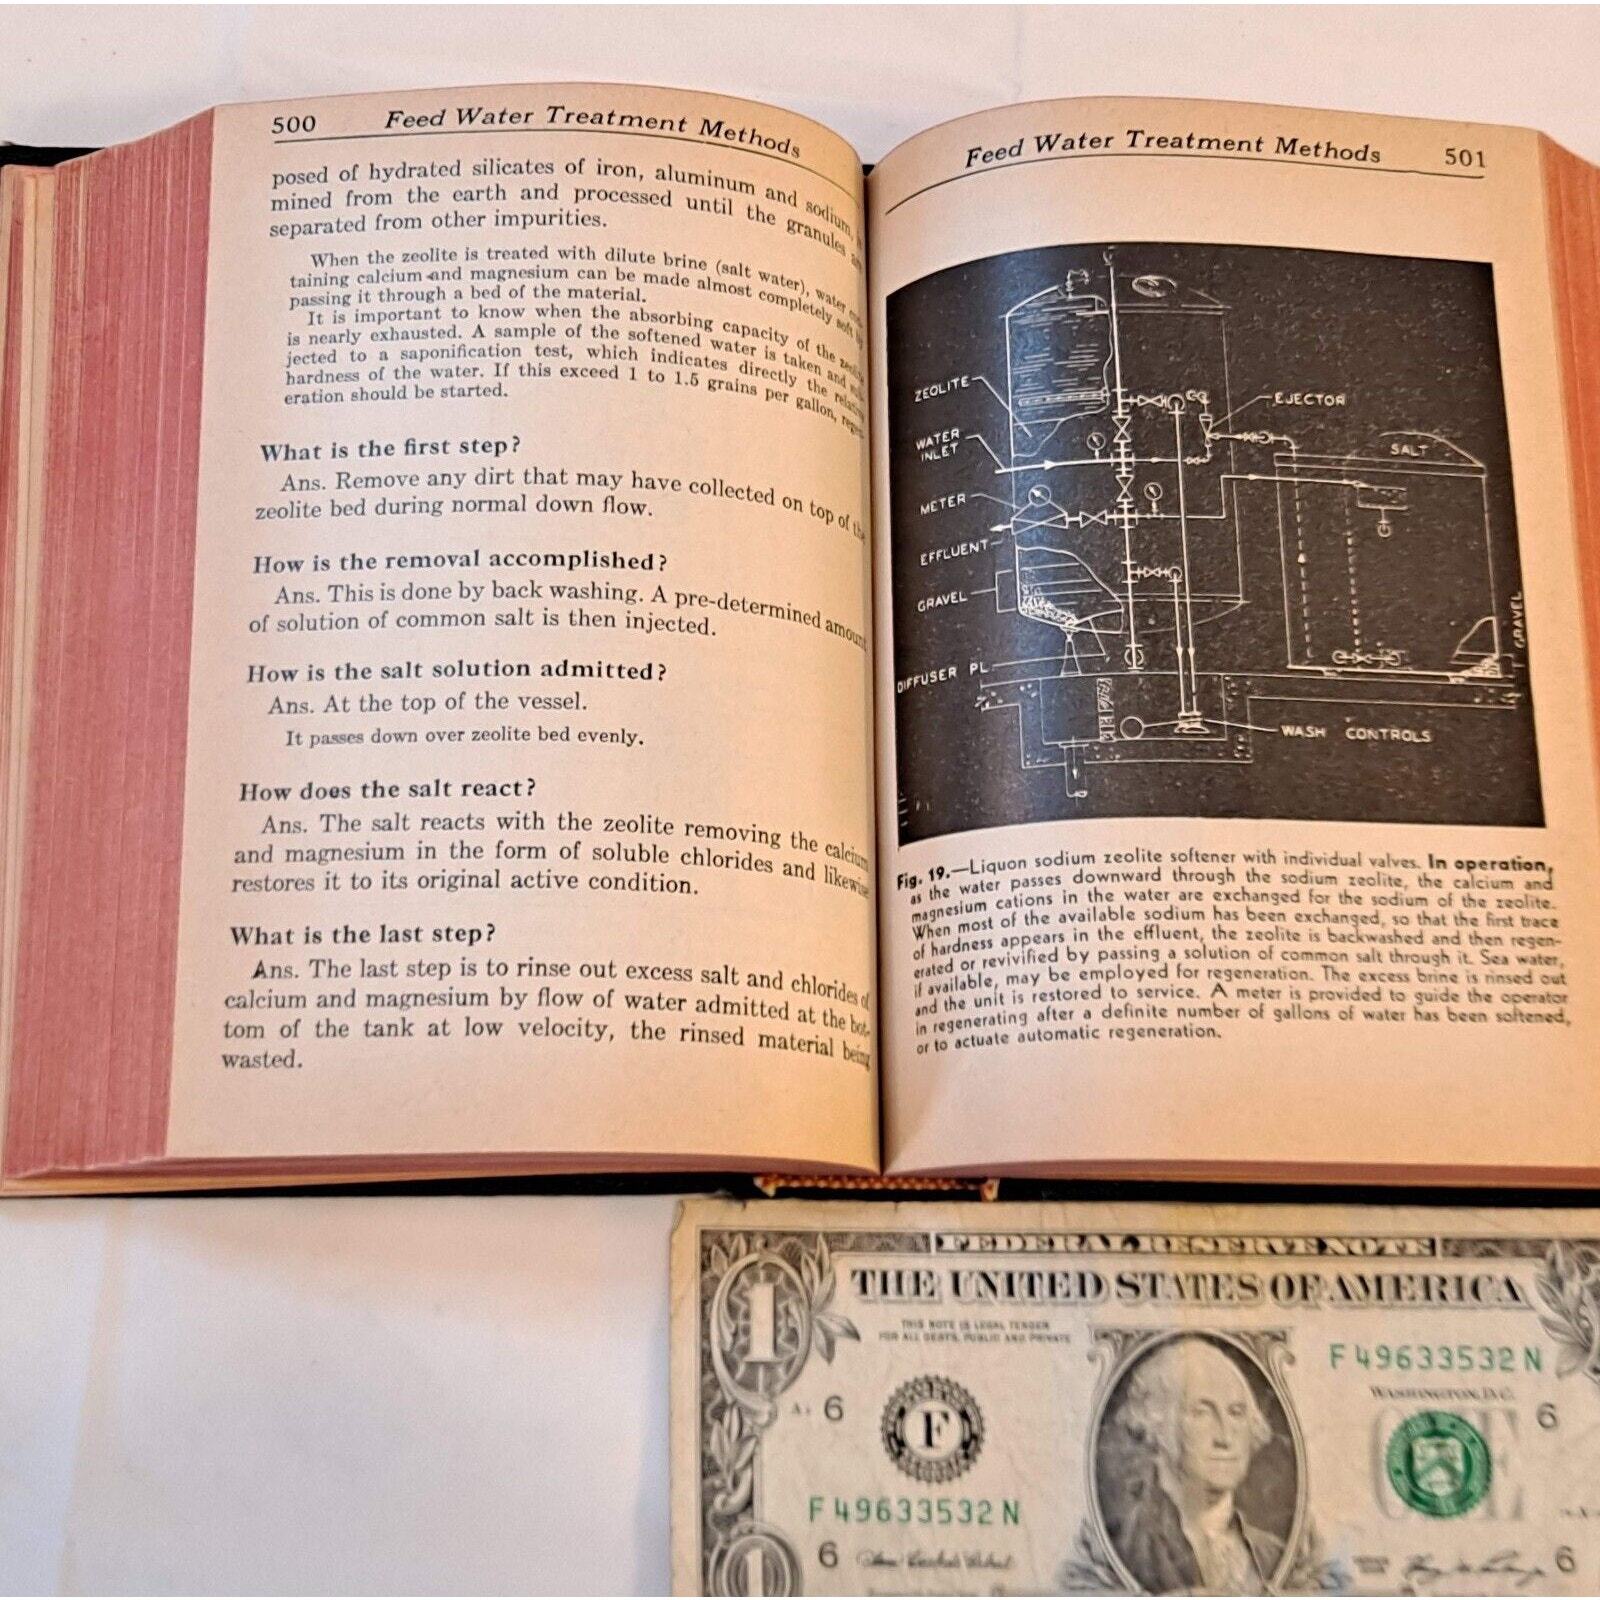 500 Feed Water Treatment Methods
posed of hydrated silicates of iron, aluminum and sodium,
mined from the earth and processed until the granules are
separated from other impurities.
When the zeolite is treated with dilute brine (salt water), water con-
taining calcium and magnesium can be made almost completely soft by
passing it through a bed of the material.
It is important to know when the absorbing capacity of the zeolite
is nearly exhausted. A sample of the softened water is taken and sub-
jected to a saponification test, which indicates directly the relative
hardness of the water. If this exceed 1 to 1.5 grains per gallon, regen-
eration should be started.
What is the first step?
Ans. Remove any dirt that may have collected on top of the
zeolite bed during normal down flow.
How is the removal accomplished?
Ans. This is done by back washing. A pre-determined amount
of solution of common salt is then injected.
How is the salt solution admitted?
Ans. At the top of the vessel.
It passes down over zeolite bed evenly.
How does the salt react?
Ans. The salt reacts with the zeolite removing the calcium
and magnesium in the form of soluble chlorides and likewise
restores it to its original active condition.
What is the last step?
Ans. The last step is to rinse out excess salt and chlorides of
calcium and magnesium by flow of water admitted at the bot-
tom of the tank at low velocity, the rinsed material being
wasted.
Feed Water Treatment Methods 501
ZEOLITE
EJECTOR
WATER
INLET
SALT
METER
EFFLUENT
GRAVEL
GRAVEL
DIFFUSER PL
WASH CONTROLS
Fig. 19.—Liquon sodium zeolite softener with individual valves. In operation,
as the water passes downward through the sodium zeolite, the calcium and
magnesium cations in the water are exchanged for the sodium of the zeolite.
When most of the available sodium has been exchanged, so that the first trace
of hardness appears in the effluent, the zeolite is backwashed and then regen-
erated or revivified by passing a solution of common salt through it. Sea water,
if available, may be employed for regeneration. The excess brine is rinsed out
and the unit is restored to service. A meter is provided to guide the operator
in regenerating after a definite number of gallons of water has been softened,
or to actuate automatic regeneration.
FEDERAL RESERVE NOTE
THE UNITED STATES OF AMERICA
THIS NOTE IS LEGAL TENDER
FOR ALL DEBTS, PUBLIC AND PRIVATE
1
F 49633532 N
WASHINGTON, D.C.
6
F
6
ONE
F 49633532 N
6
6
1